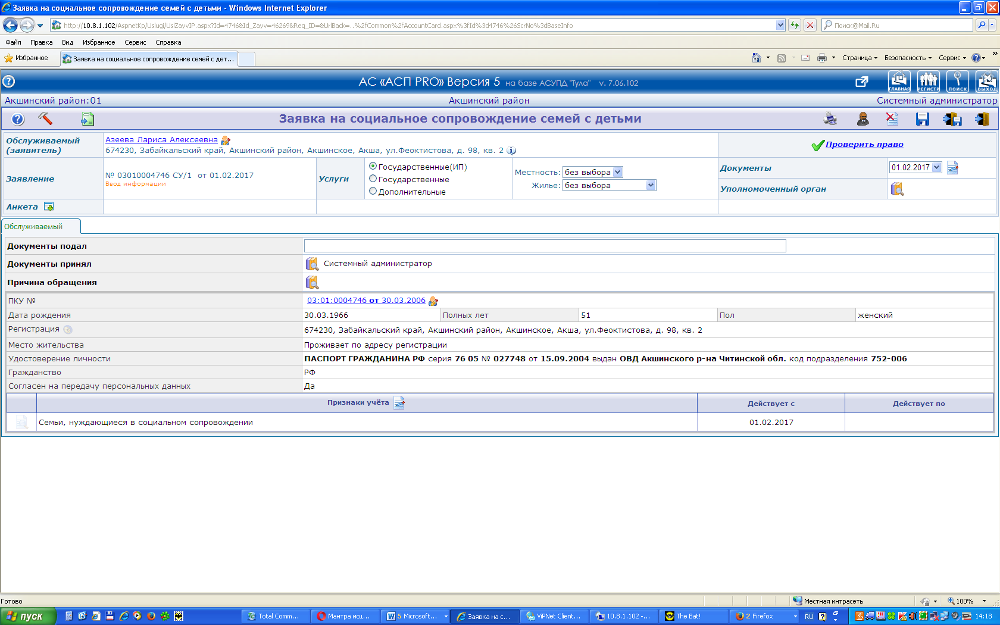 Заявка на социальное сопровождение семей с детьми - Windows Internet Explorer
http://10.8.1.102/AspnetKp/Uslugi/UslZayvIP.aspx?Id=4746&Id_Zayv=46269&Req_ID=&UrlBack=..%2fCommon%2fAccountCard.aspx%3fId%3d4746%26ScrNo%3dBaseInfo
Поиск@Mail.Ru
Файл Правка Вид Избранное Сервис Справка
Избранное Заявка на социальное сопровождение семей с дет... Страница Безопасность Сервис
АС «АСП PRO» Версия 5 на базе АСУПД "Тула" v. 7.06.102
ГЛАВНАЯ РЕГИСТР ПОИСК ВЫХОД
Акшинский район:01 Акшинский район Системный администратор
Заявка на социальное сопровождение семей с детьми
Обслуживаемый (заявитель)
Азеева Лариса Алексеевна
674230, Забайкальский край, Акшинский район, Акшинское, Акша, ул.Феоктистова, д. 98, кв. 2
Проверить право
Заявление
№ 03010004746 СУ/1 от 01.02.2017
Ввод информации
Услуги
Государственные(ИП)
Государственные
Дополнительные
Местность: без выбора
Жилье: без выбора
Документы 01.02.2017
Уполномоченный орган
Анкета
Обслуживаемый
Документы подал
Документы принял Системный администратор
Причина обращения
ПКУ № 03:01:0004746 от 30.03.2006
Дата рождения 30.03.1966 Полных лет 51 Пол женский
Регистрация 674230, Забайкальский край, Акшинский район, Акшинское, Акша, ул.Феоктистова, д. 98, кв. 2
Место жительства Проживает по адресу регистрации
Удостоверение личности ПАСПОРТ ГРАЖДАНИНА РФ серия 76 05 № 027748 от 15.09.2004 выдан ОВД Акшинского р-на Читинской обл. код подразделения 752-006
Гражданство РФ
Согласен на передачу персональных данных Да
Признаки учёта Действует с Действует по
Семьи, нуждающиеся в социальном сопровождении 01.02.2017
Готово Местная интрасеть 100%
пуск Total Comm... Мантра исц... 5 Microsoft... Заявка на с... ViPNet Client... 10.8.1.102 -... The Bat! 2 Firefox RU 14:18